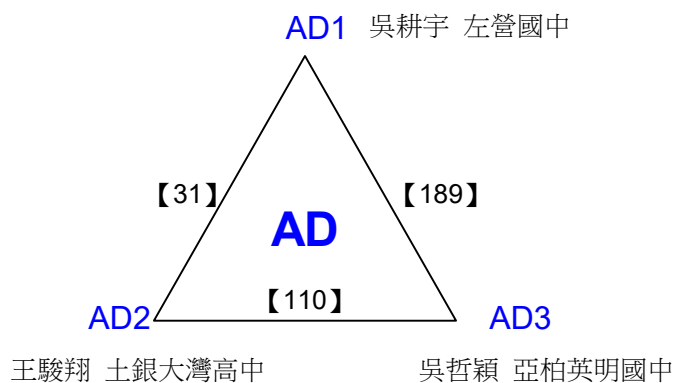 AD1 吳耕宇 左營國中
【31】 【189】
AD
【110】
AD2 AD3
王駿翔 土銀大灣高中 吳哲穎 亞柏英明國中